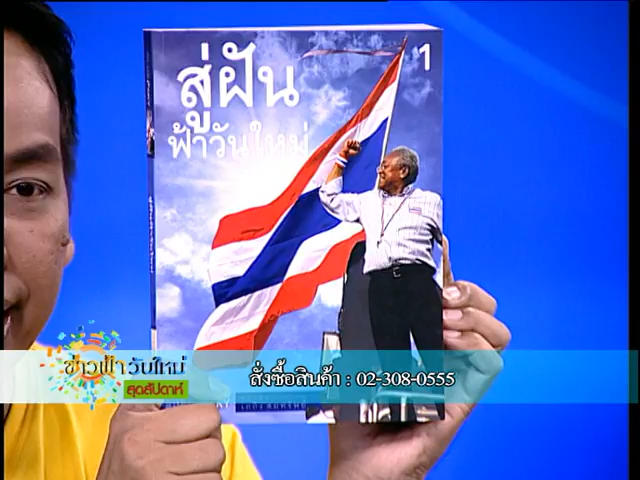 1
สู่ฝัน
ฟ้าวันใหม่
ข่าวฟ้าวันใหม่
สุดสัปดาห์
สั่งซื้อสินค้า : 02-308-0555